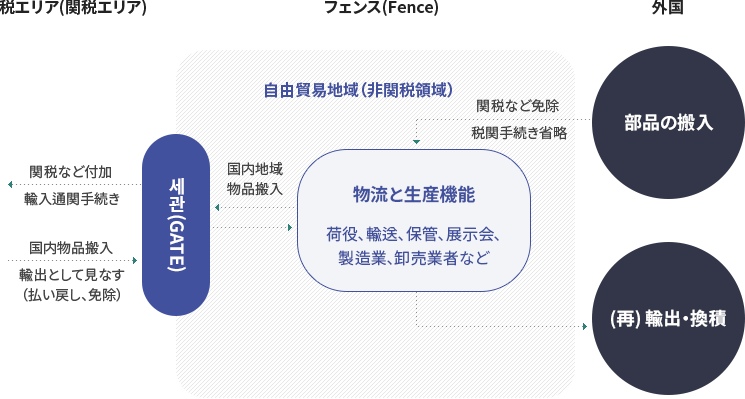 税エリア(関税エリア)
フェンス(Fence)
外国
自由貿易地域(非関税領域)
関税など免除
税関手続き省略
部品の搬入
関税など付加
輸入通関手続き
国内物品搬入
輸出として見なす
(払い戻し、免除)
세관(GATE)
国内地域
物品搬入
物流と生産機能
荷役、輸送、保管、展示会、
製造業、卸売業者など
(再) 輸出・換積